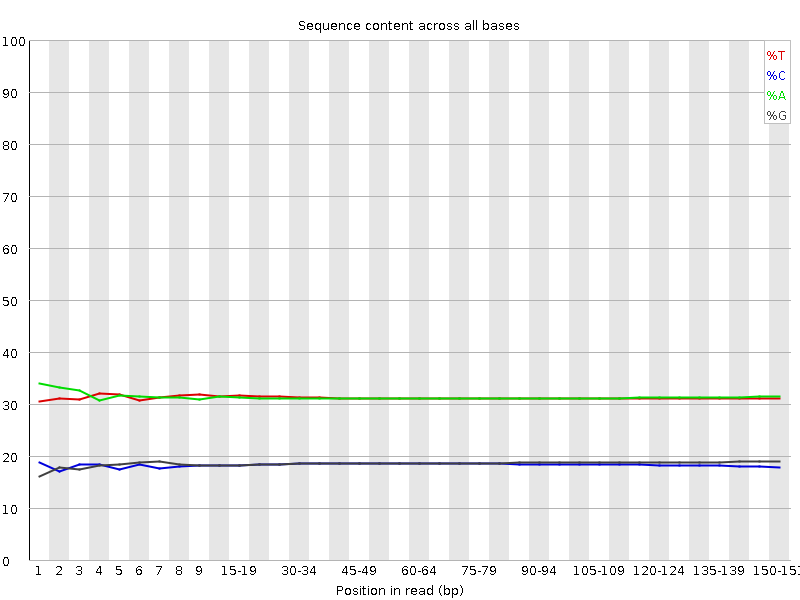 Sequence content across all bases
100
90
80
70
60
50
40
30
20
10
0
%T
%C
%A
%G
1 2 3 4 5 6 7 8 9 15-19 30-34 45-49 60-64 75-79 90-94 105-109 120-124 135-139 150-151
Position in read (bp)